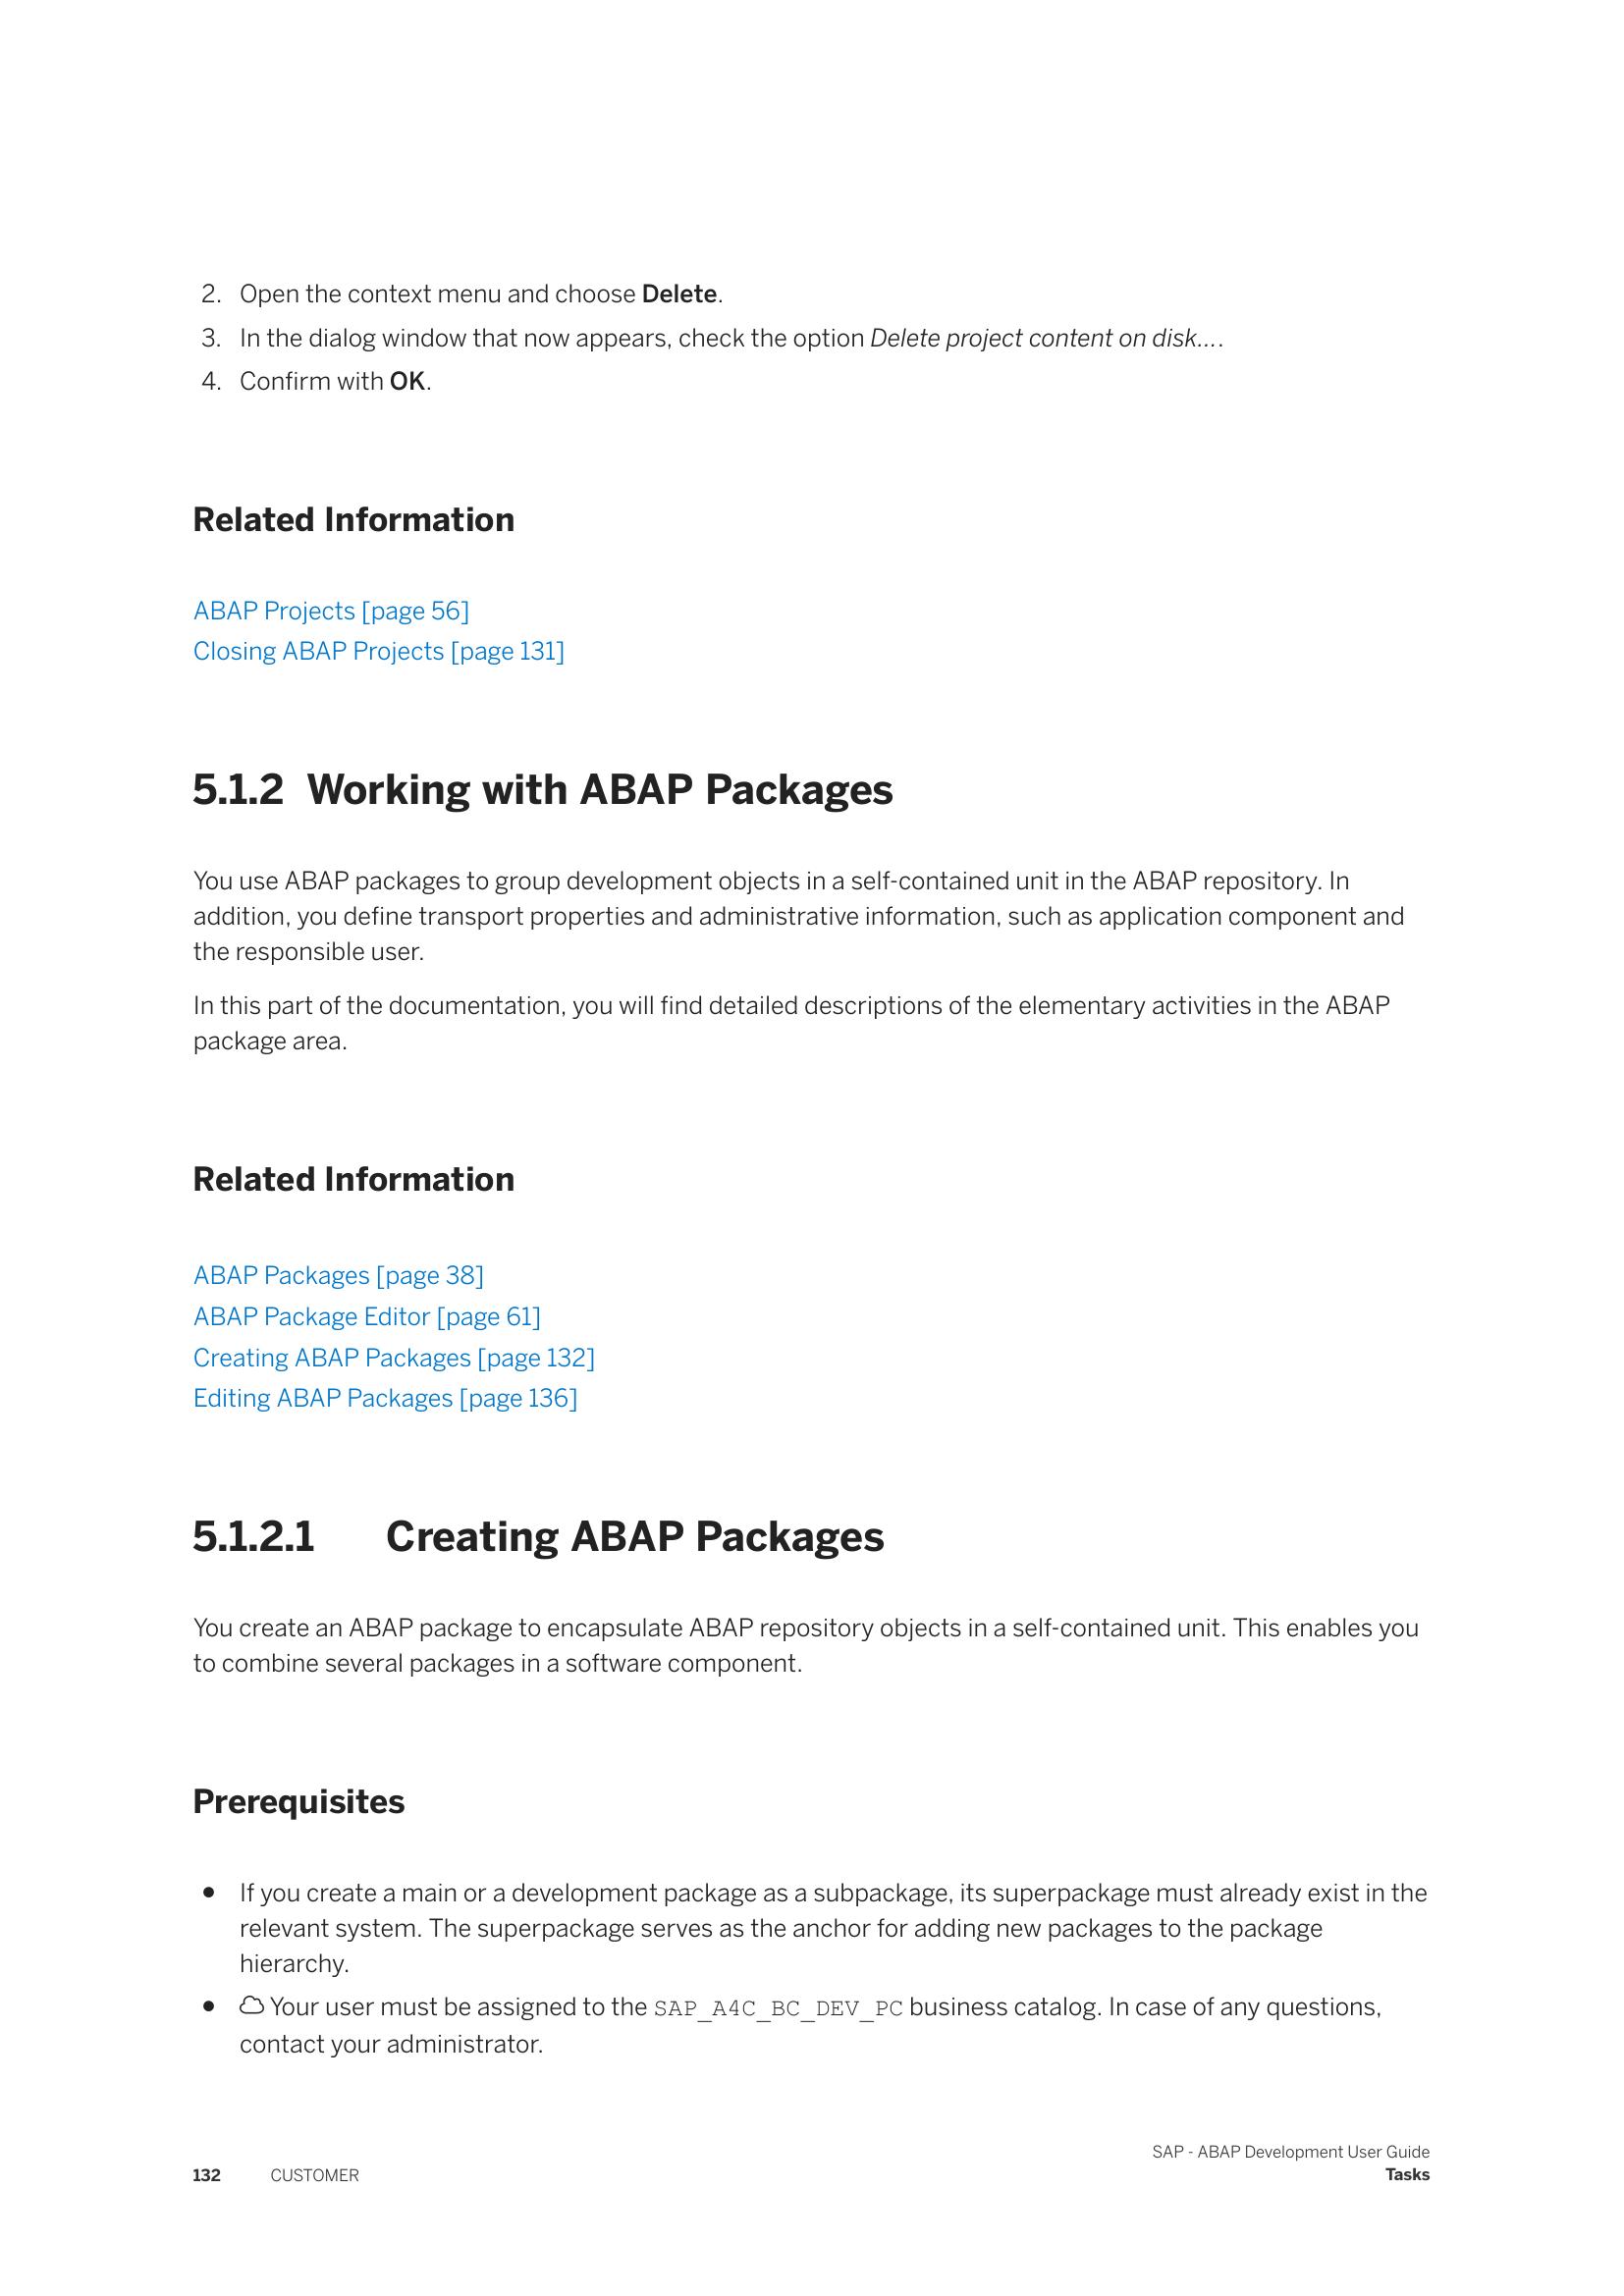 2. Open the context menu and choose Delete.
3. In the dialog window that now appears, check the option Delete project content on disk....
4. Confirm with OK.
Related Information
ABAP Projects [page 56]
Closing ABAP Projects [page 131]
5.1.2 Working with ABAP Packages
You use ABAP packages to group development objects in a self-contained unit in the ABAP repository. In
addition, you define transport properties and administrative information, such as application component and
the responsible user.
In this part of the documentation, you will find detailed descriptions of the elementary activities in the ABAP
package area.
Related Information
ABAP Packages [page 38]
ABAP Package Editor [page 61]
Creating ABAP Packages [page 132]
Editing ABAP Packages [page 136]
5.1.2.1 Creating ABAP Packages
You create an ABAP package to encapsulate ABAP repository objects in a self-contained unit. This enables you
to combine several packages in a software component.
Prerequisites
● If you create a main or a development package as a subpackage, its superpackage must already exist in the
relevant system. The superpackage serves as the anchor for adding new packages to the package
hierarchy.
● Your user must be assigned to the SAP_A4C_BC_DEV_PC business catalog. In case of any questions,
contact your administrator.
SAP - ABAP Development User Guide
132 CUSTOMER Tasks